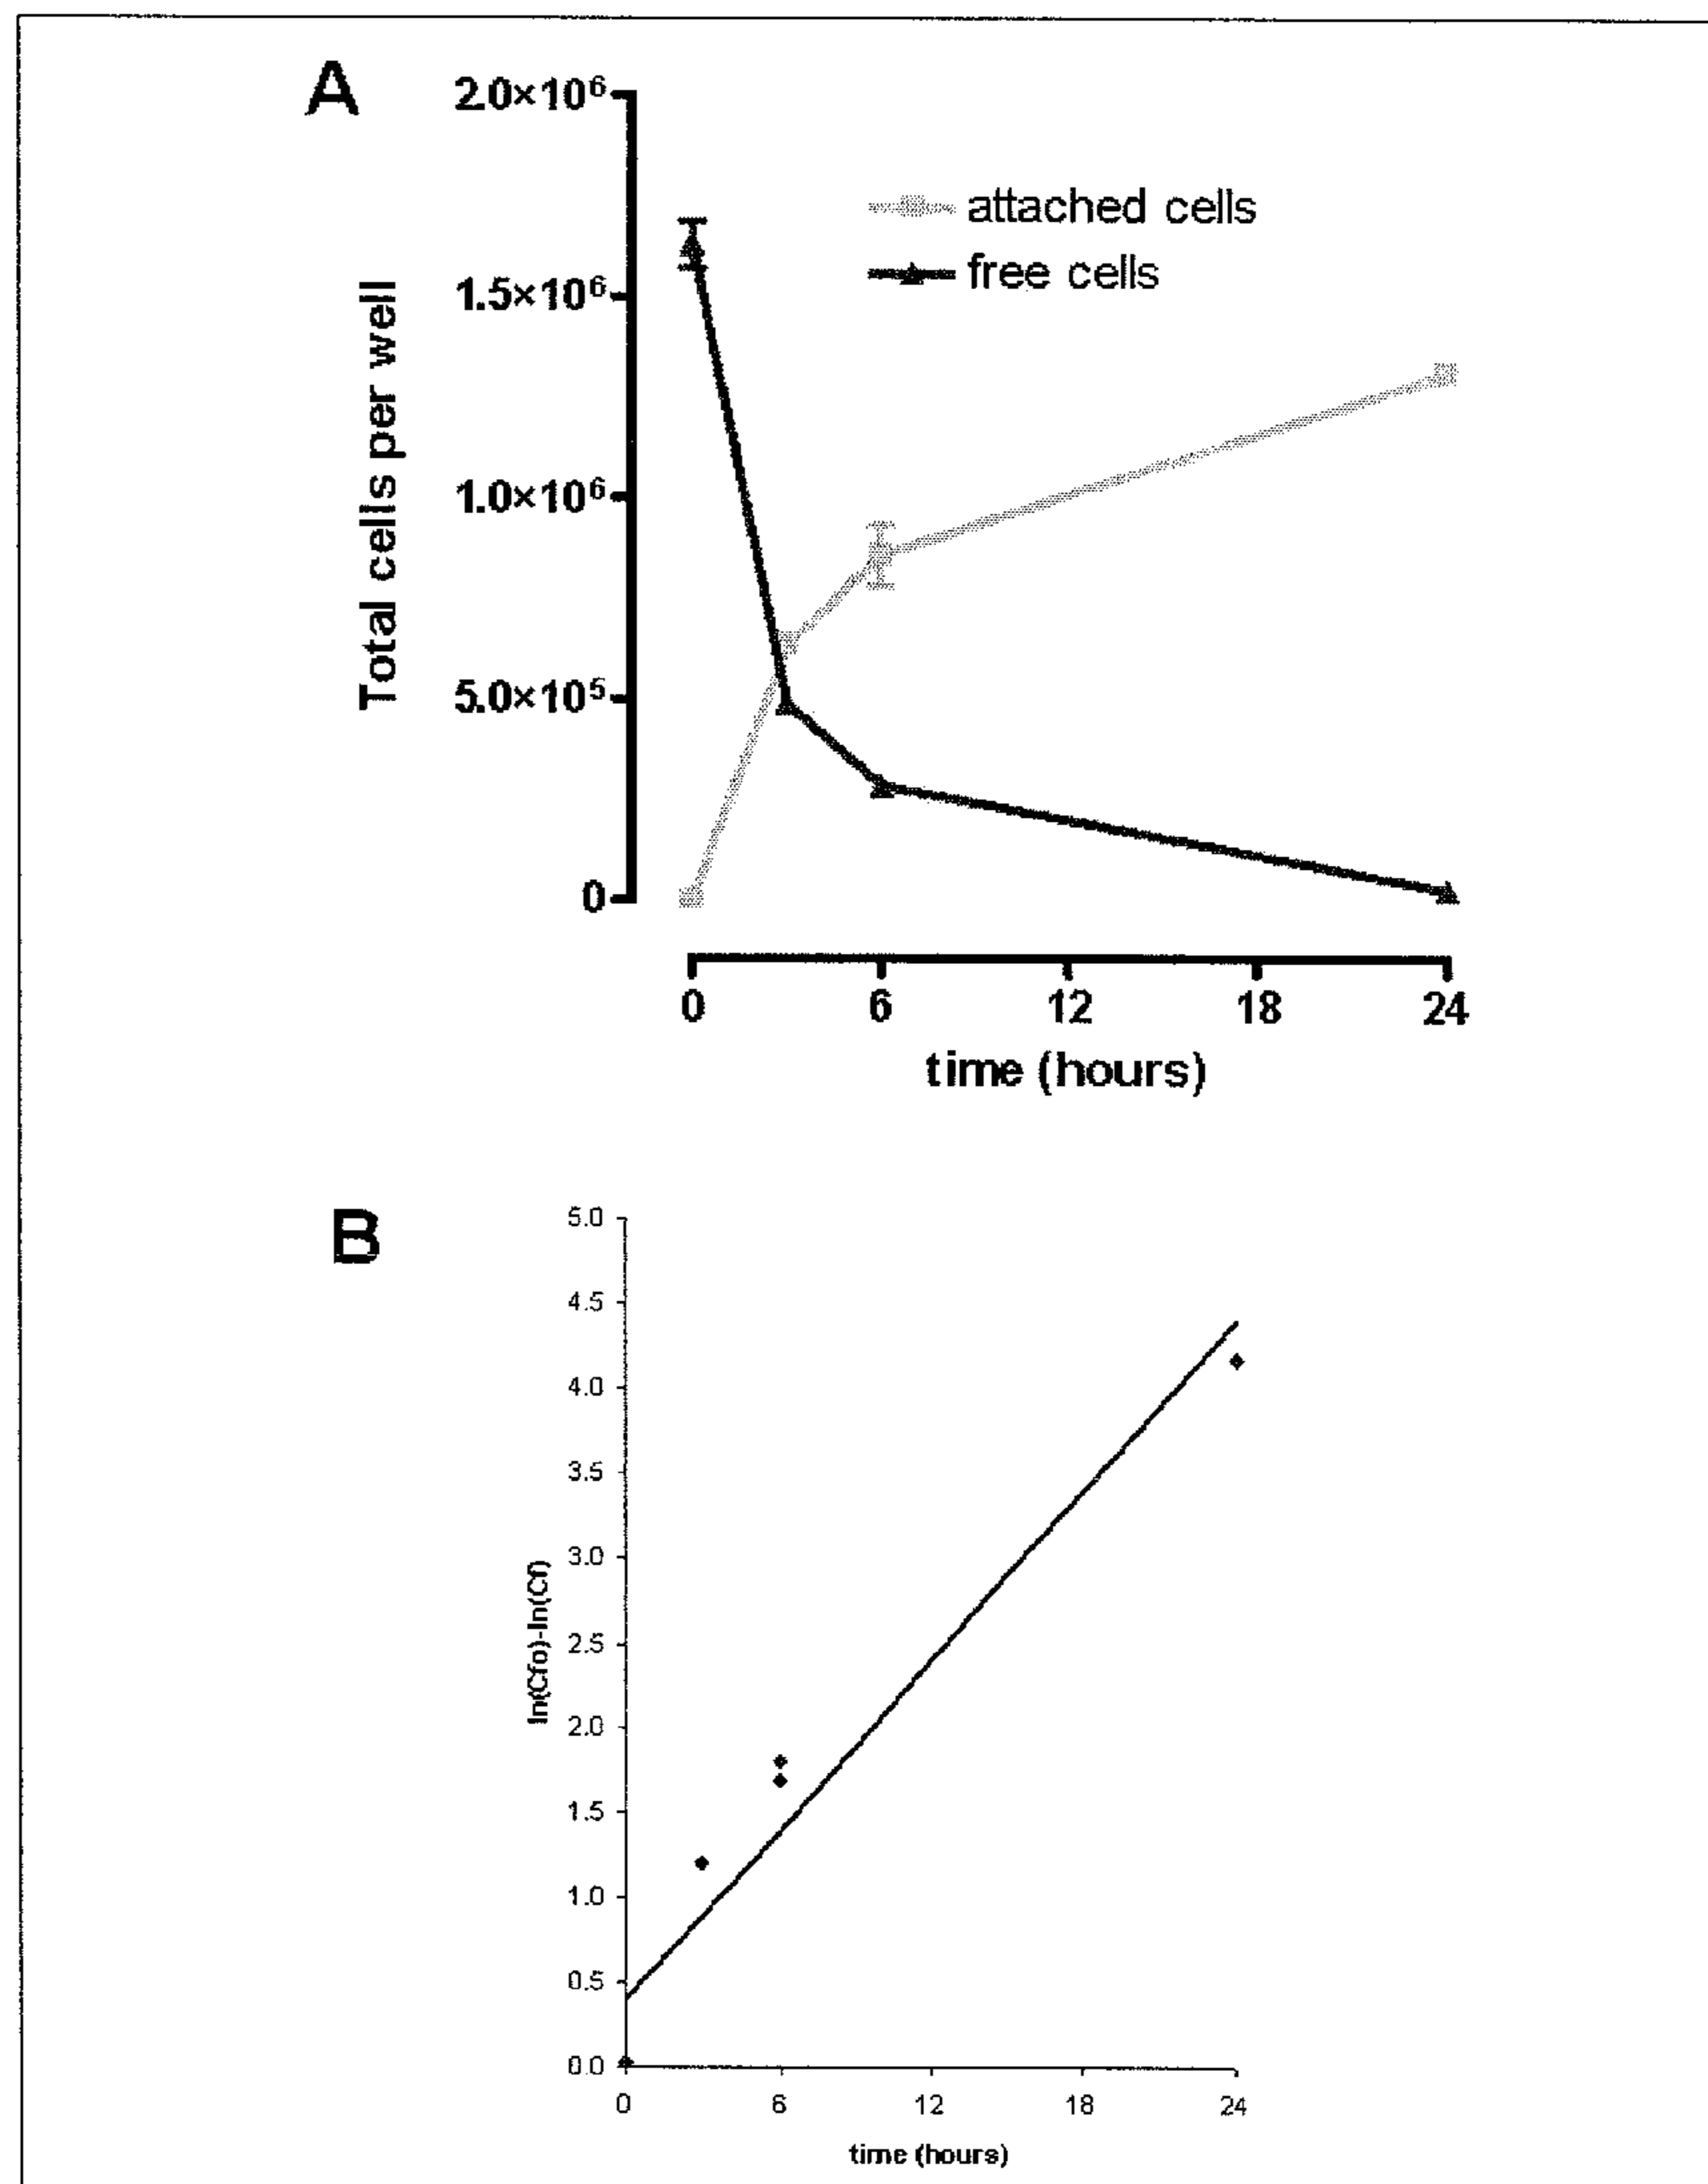 A
2.0×10⁶
attached cells
free cells
1.5×10⁶
1.0×10⁶
5.0×10⁵
0
Total cells per well
0 6 12 18 24
time (hours)
B
5.0
4.5
4.0
3.5
3.0
2.5
2.0
1.5
1.0
0.5
0.0
ln(Cfo)-ln(Cf)
0 6 12 18 24
time (hours)